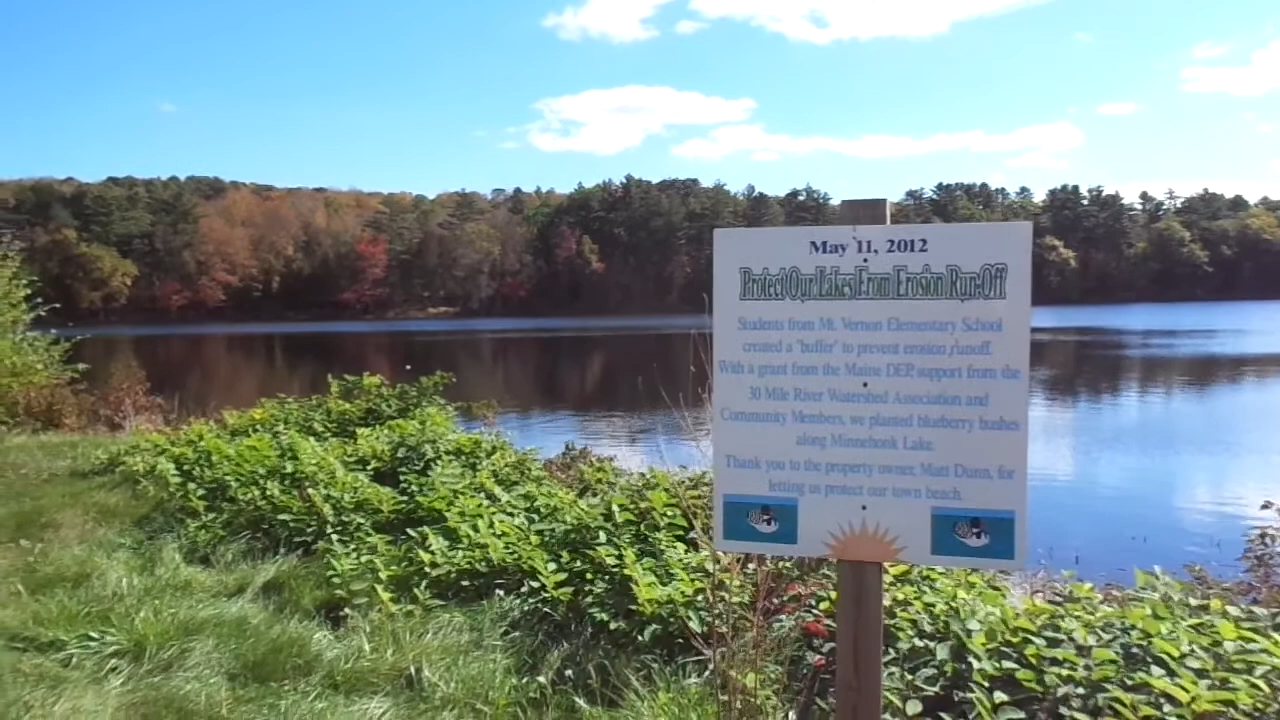 May 11, 2012
Protect Our Lakes From Erosion Run-Off
Students from Mt. Vernon Elementary School
created a "buffer" to prevent erosion runoff.
With a grant from the Maine DEP, support from the
30 Mile River Watershed Association and
Community Members, we planted blueberry bushes
along Minnehonk Lake.
Thank you to the property owner, Matt Dunn, for
letting us protect our town beach.